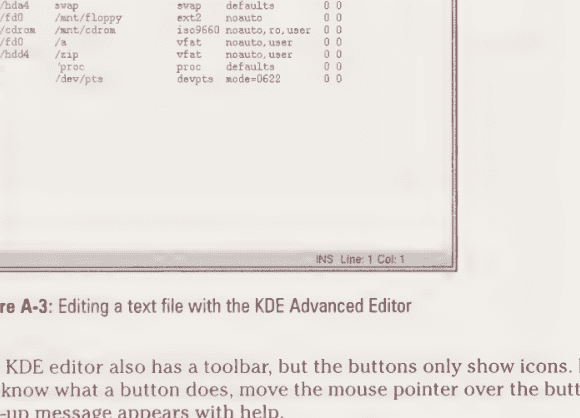 /hda4 swap swap defaults 0 0
/fd0 /mnt/floppy ext2 noauto 0 0
/cdrom /mnt/cdrom iso9660 noauto,ro,user 0 0
/fd0 /a vfat noauto,user 0 0
/hdd4 /zip vfat noauto,user 0 0
'proc proc defaults 0 0
/dev/pts devpts mode=0622 0 0
INS Line: 1 Col: 1
re A-3: Editing a text file with the KDE Advanced Editor
KDE editor also has a toolbar, but the buttons only show icons.
know what a button does, move the mouse pointer over the butt
-up message appears with help.